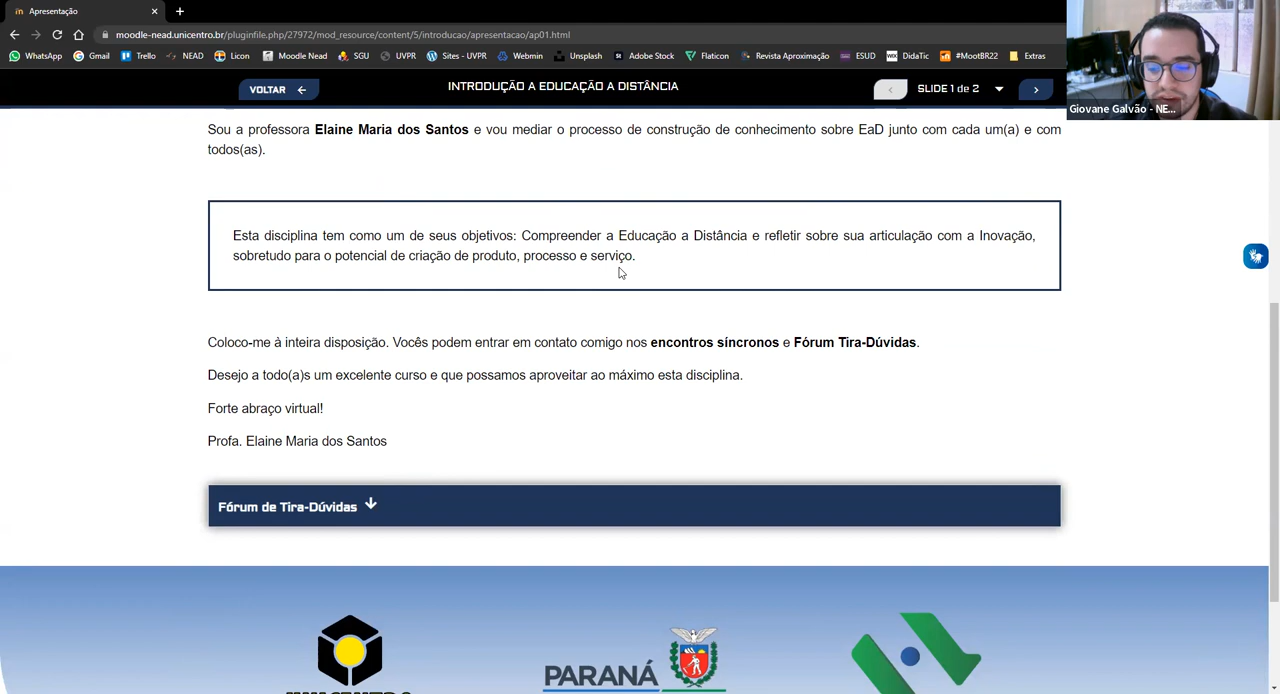 Apresentação
moodle-nead.unicentro.br/pluginfile.php/27972/mod_resource/content/5/introducao/apresentacao/ap01.html
WhatsApp Gmail Trello NEAD Licon Moodle Nead SGU UVPR Sites - UVPR Webmin Unsplash Adobe Stock Flaticon Revista Aproximação ESUD DidaTic #MootBR22 Extras
VOLTAR INTRODUÇÃO A EDUCAÇÃO A DISTÂNCIA SLIDE 1 de 2
Giovane Galvão - NE...
Sou a professora Elaine Maria dos Santos e vou mediar o processo de construção de conhecimento sobre EaD junto com cada um(a) e com
todos(as).
Esta disciplina tem como um de seus objetivos: Compreender a Educação a Distância e refletir sobre sua articulação com a Inovação,
sobretudo para o potencial de criação de produto, processo e serviço.
Coloco-me à inteira disposição. Vocês podem entrar em contato comigo nos encontros síncronos e Fórum Tira-Dúvidas.
Desejo a todo(a)s um excelente curso e que possamos aproveitar ao máximo esta disciplina.
Forte abraço virtual!
Profa. Elaine Maria dos Santos
Fórum de Tira-Dúvidas
PARANÁ